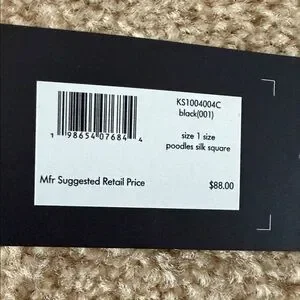 KS1004004C
black(001)
1 98654 07684 4
size 1 size
poodles silk square
Mfr Suggested Retail Price
$88.00